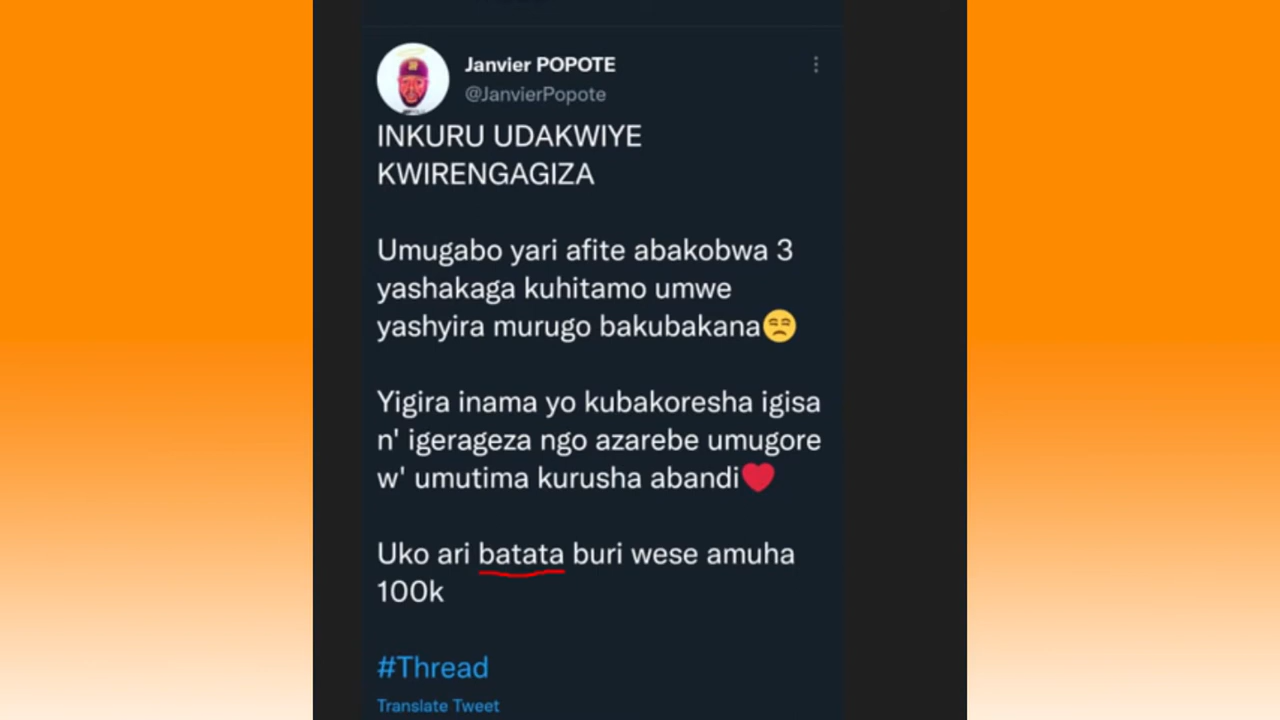 Janvier POPOTE
@JanvierPopote
INKURU UDAKWIYE
KWIRENGAGIZA
Umugabo yari afite abakobwa 3
yashakaga kuhitamo umwe
yashyira murugo bakubakana😒
Yigira inama yo kubakoresha igisa
n' igerageza ngo azarebe umugore
w' umutima kurusha abandi❤️
Uko ari batata buri wese amuha
100k
#Thread
Translate Tweet